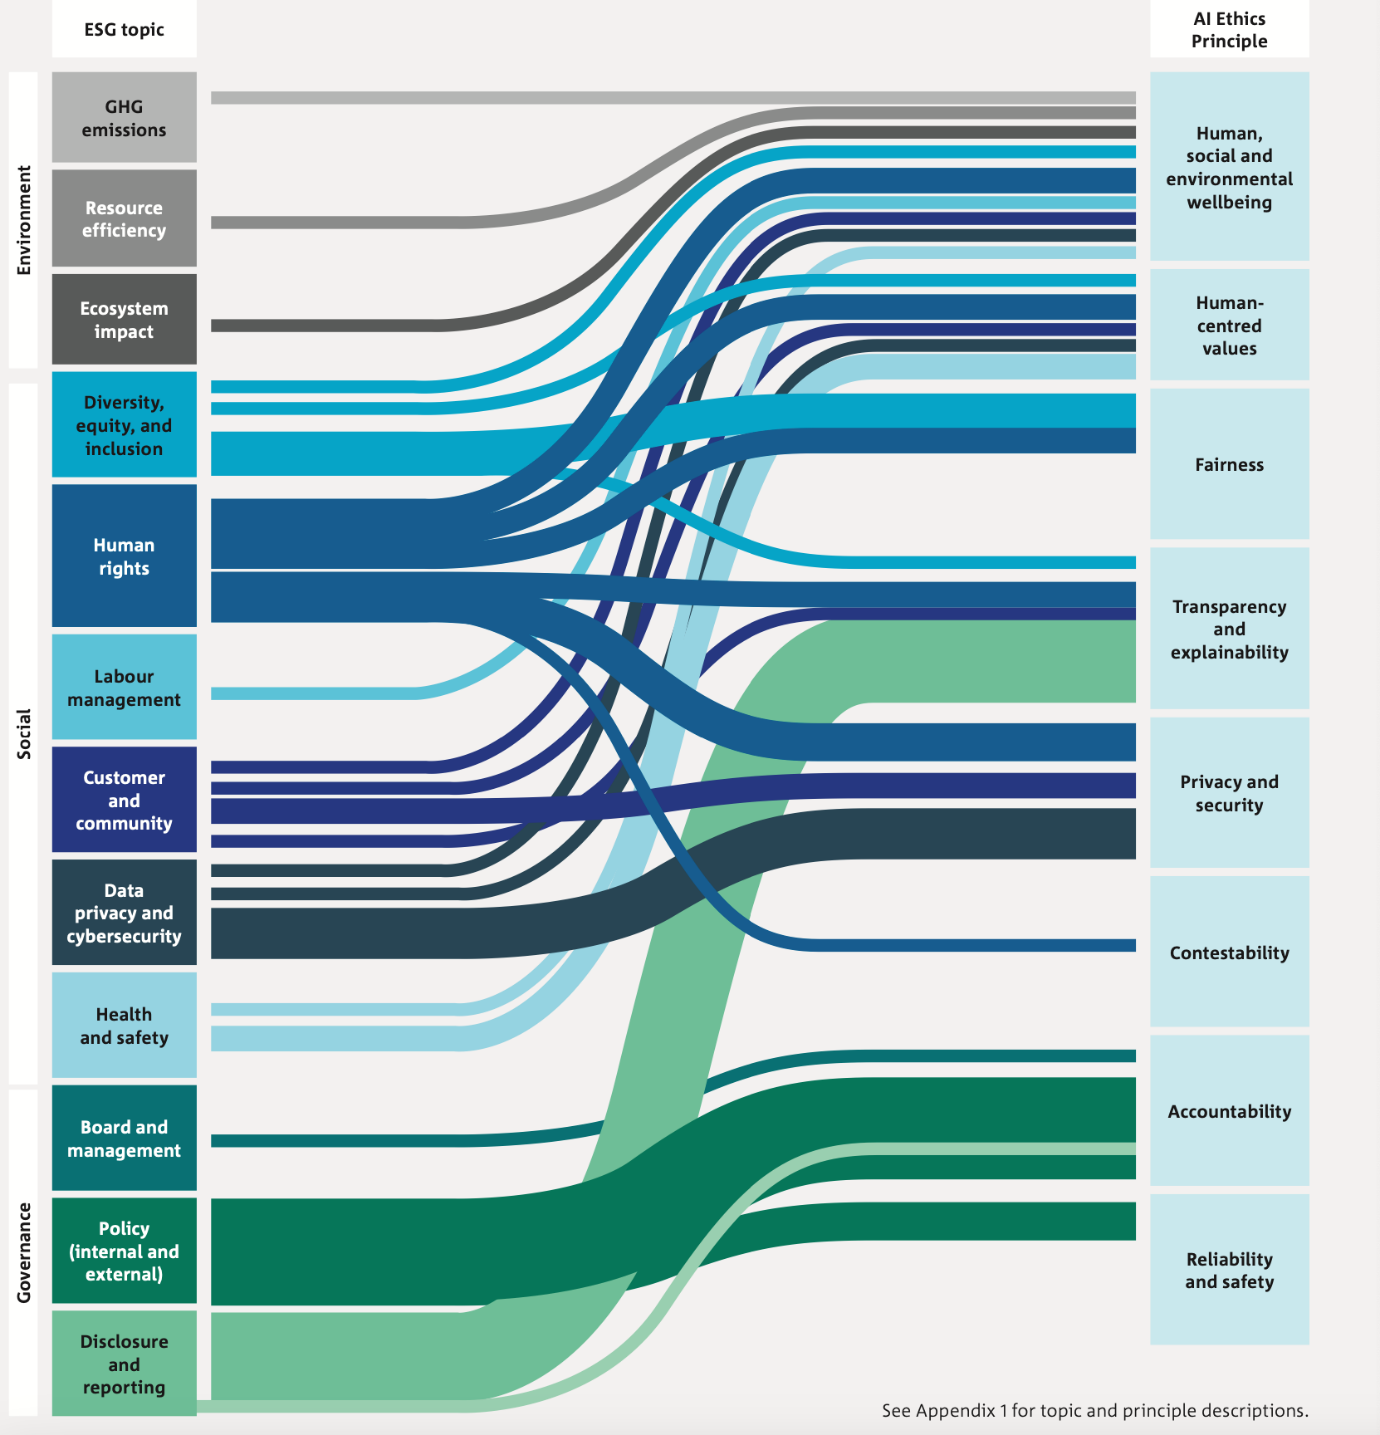 ESG topic
AI Ethics
Principle
Environment
GHG
emissions
Resource
efficiency
Ecosystem
impact
Social
Diversity,
equity, and
inclusion
Human
rights
Labour
management
Customer
and
community
Data
privacy and
cybersecurity
Health
and safety
Governance
Board and
management
Policy
(internal and
external)
Disclosure
and
reporting
Human,
social and
environmental
wellbeing
Human-
centred
values
Fairness
Transparency
and
explainability
Privacy and
security
Contestability
Accountability
Reliability
and safety
See Appendix 1 for topic and principle descriptions.